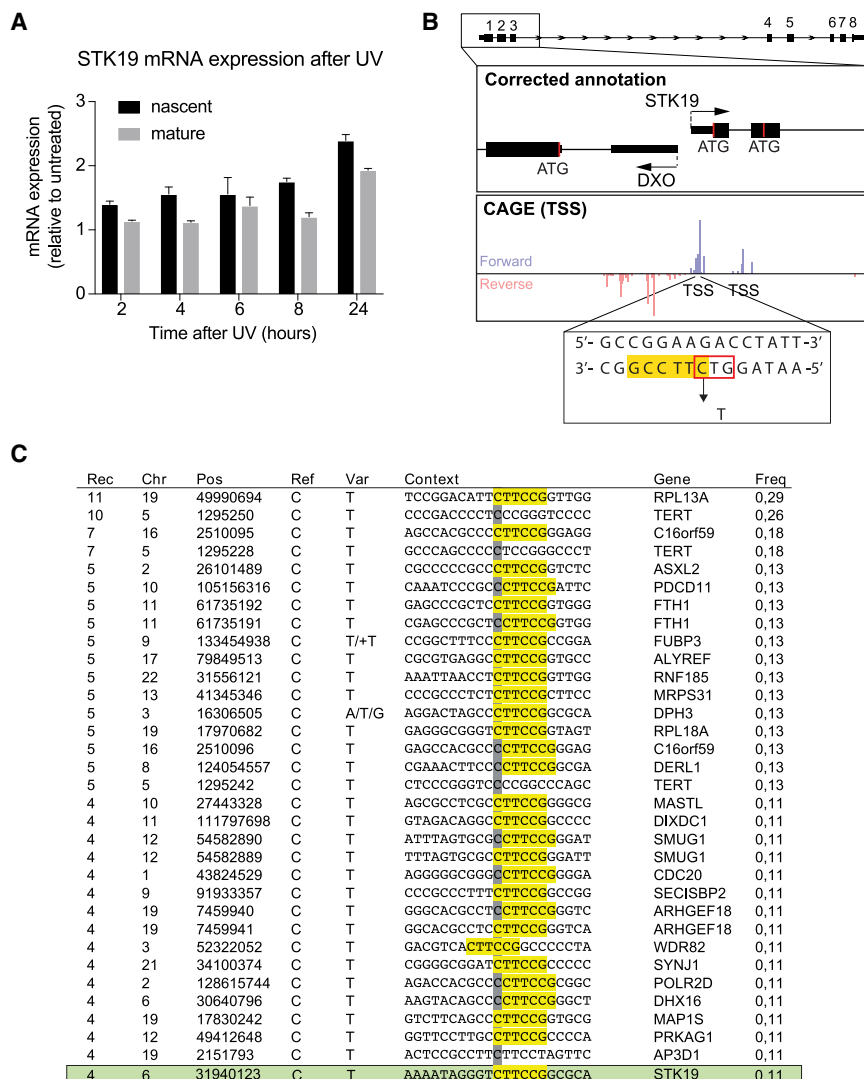 A
STK19 mRNA expression after UV
nascent
mature
mRNA expression
(relative to untreated)
3
2
1
0
2 4 6 8 24
Time after UV (hours)
B
1 2 3 4 5 6 7 8
Corrected annotation
STK19
ATG ATG
ATG
DXO
CAGE (TSS)
Forward
Reverse
TSS TSS
5′- GCCGGAAGACCTATT-3′
3′- CGGCCTTCTGGATAA-5′
T
C
Rec Chr Pos Ref Var Context Gene Freq
11 19 49990694 C T TCCGGACATTCTTCCGGTTGG RPL13A 0,29
10 5 1295250 C T CCCGACCCCTCCCGGGTCCCC TERT 0,26
7 16 2510095 C T AGCCACGCCCCTTCCGGGAGG C16orf59 0,18
7 5 1295228 C T GCCCAGCCCCCTCCGGGCCCT TERT 0,18
5 2 26101489 C T CGCCCCCGCCCTTCCGGTCTC ASXL2 0,13
5 10 105156316 C T CAAATCCCGCCCTTCCGATTC PDCD11 0,13
5 11 61735192 C T GAGCCCGCTCCTTCCGGTGGG FTH1 0,13
5 11 61735191 C T CGAGCCCGCTCCTTCCGGTGG FTH1 0,13
5 9 133454938 C T/+T CCGGCTTTCCCTTCCGCCGGA FUBP3 0,13
5 17 79849513 C T CGCGTGAGGCCTTCCGGTGCC ALYREF 0,13
5 22 31556121 C T AAATTAACCTCTTCCGGTTGG RNF185 0,13
5 13 41345346 C T CCCGCCCTCTCTTCCGCTTCC MRPS31 0,13
5 3 16306505 C A/T/G AGGACTAGCCCTTCCGGCGCA DPH3 0,13
5 19 17970682 C T GAGGGCGGGTCTTCCGGTAGT RPL18A 0,13
5 16 2510096 C T GAGCCACGCCCCTTCCGGGAG C16orf59 0,13
5 8 124054557 C T CGAAACTTCCCCTTCCGGCGA DERL1 0,13
5 5 1295242 C T CTCCCGGGTCCCCGGCCCAGC TERT 0,13
4 10 27443328 C T AGCGCCTCGCCTTCCGGGGCG MASTL 0,11
4 11 111797698 C T GTAGACAGGCCTTCCGGCCCC DIXDC1 0,11
4 12 54582890 C T ATTTAGTGCGCCTTCCGGGAT SMUG1 0,11
4 12 54582889 C T TTTAGTGCGCCTTCCGGGATT SMUG1 0,11
4 1 43824529 C T AGGGGGCGGGCCTTCCGGGGA CDC20 0,11
4 9 91933357 C T CCCGCCCTTTCTTCCGGCCGG SECISBP2 0,11
4 19 7459940 C T GGGCACGCCTCCTTCCGGGTC ARHGEF18 0,11
4 19 7459941 C T GGCACGCCTCCTTCCGGGTCA ARHGEF18 0,11
4 3 52322052 C T GACGTCACTTCCGGCCCCCTA WDR82 0,11
4 21 34100374 C T CGGGGCGGATCTTCCGCCCCC SYNJ1 0,11
4 2 128615744 C T AGACCACGCCCCTTCCGCGGC POLR2D 0,11
4 6 30640796 C T AAGTACAGCCCCTTCCGGGCT DHX16 0,11
4 19 17830242 C T GTCTTCAGCCCTTCCGGTGCG MAP1S 0,11
4 12 49412648 C T GGTTCCTTGCCTTCCGCCCCA PRKAG1 0,11
4 19 2151793 C T ACTCCGCCTTCTTCCTAGTTC AP3D1 0,11
4 6 31940123 C T AAAATAGGGTCTTCCGGCGCA STK19 0,11